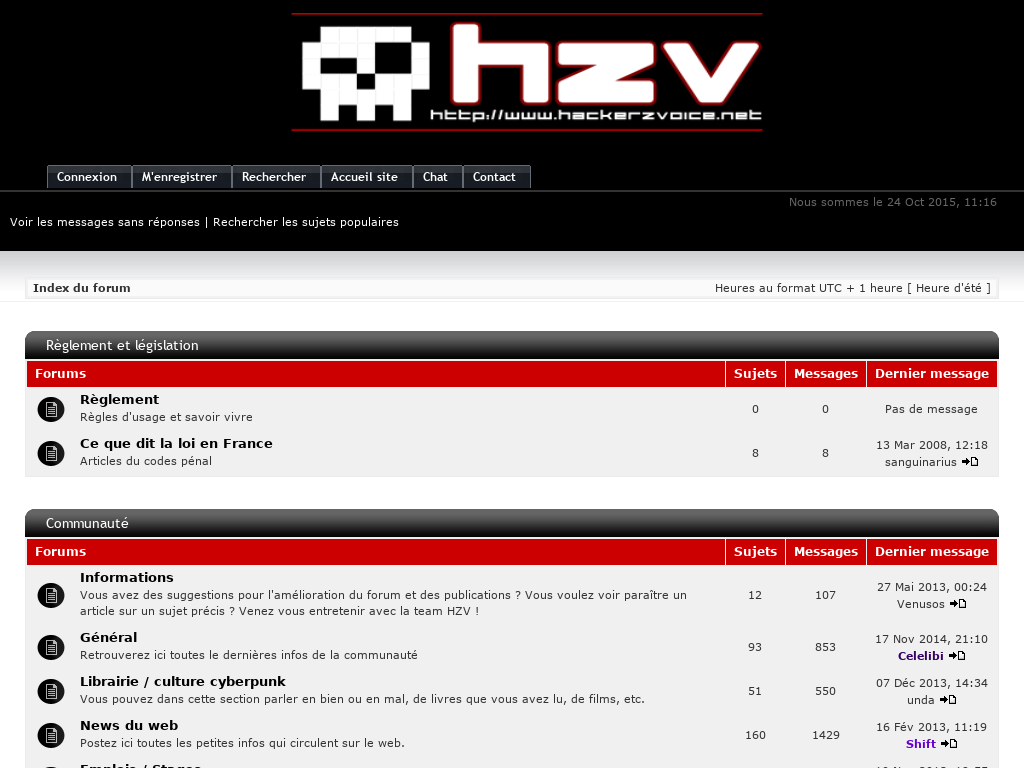 hzv
http://www.hackerzvoice.net
Connexion M'enregistrer Rechercher Accueil site Chat Contact
Nous sommes le 24 Oct 2015, 11:16
Voir les messages sans réponses | Rechercher les sujets populaires
Index du forum Heures au format UTC + 1 heure [ Heure d'été ]
Règlement et législation
Forums Sujets Messages Dernier message
Règlement
Règles d'usage et savoir vivre
0 0 Pas de message
Ce que dit la loi en France
Articles du codes pénal
8 8 13 Mar 2008, 12:18
sanguinarius
Communauté
Forums Sujets Messages Dernier message
Informations
Vous avez des suggestions pour l'amélioration du forum et des publications ? Vous voulez voir paraître un
article sur un sujet précis ? Venez vous entretenir avec la team HZV !
12 107 27 Mai 2013, 00:24
Venusos
Général
Retrouverez ici toutes le dernières infos de la communauté
93 853 17 Nov 2014, 21:10
Celelibi
Librairie / culture cyberpunk
Vous pouvez dans cette section parler en bien ou en mal, de livres que vous avez lu, de films, etc.
51 550 07 Déc 2013, 14:34
unda
News du web
Postez ici toutes les petites infos qui circulent sur le web.
160 1429 16 Fév 2013, 11:19
Shift
Emplois / Stages